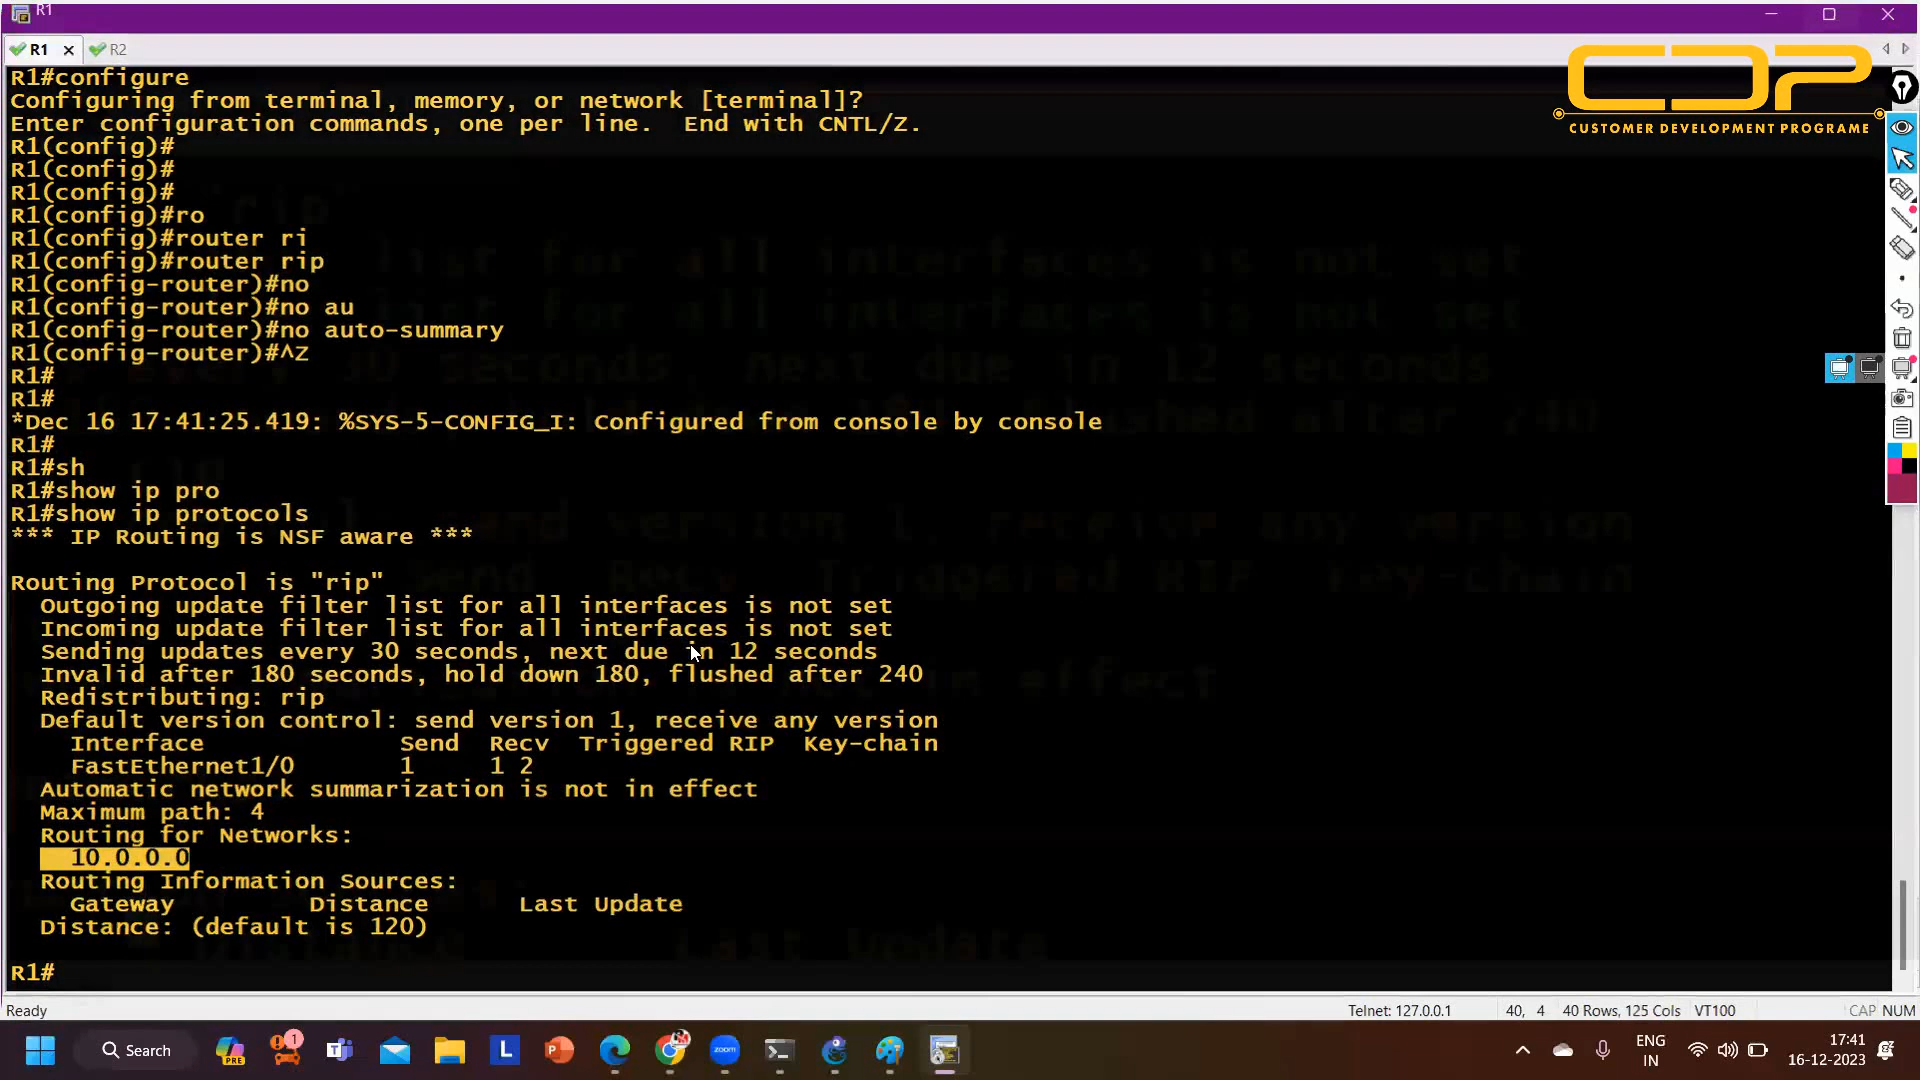 R1
R1
R2
R1#configure
Configuring from terminal, memory, or network [terminal]?
Enter configuration commands, one per line.  End with CNTL/Z.
R1(config)#
R1(config)#
R1(config)#
R1(config)#ro
R1(config)#router ri
R1(config)#router rip
R1(config-router)#no
R1(config-router)#no au
R1(config-router)#no auto-summary
R1(config-router)#^Z
R1#
R1#
*Dec 16 17:41:25.419: %SYS-5-CONFIG_I: Configured from console by console
R1#
R1#sh
R1#show ip pro
R1#show ip protocols
*** IP Routing is NSF aware ***
Routing Protocol is "rip"
Outgoing update filter list for all interfaces is not set
Incoming update filter list for all interfaces is not set
Sending updates every 30 seconds, next due in 12 seconds
Invalid after 180 seconds, hold down 180, flushed after 240
Redistributing: rip
Default version control: send version 1, receive any version
Interface Send Recv Triggered RIP Key-chain
FastEthernet1/0 1 1 2
Automatic network summarization is not in effect
Maximum path: 4
Routing for Networks:
10.0.0.0
Routing Information Sources:
Gateway Distance Last Update
Distance: (default is 120)
R1#
CDP
CUSTOMER DEVELOPMENT PROGRAME
Ready
Telnet: 127.0.0.1 40, 4 40 Rows, 125 Cols VT100 CAP NUM
Search
PRE
1
L
zoom
ENG
IN
17:41
16-12-2023